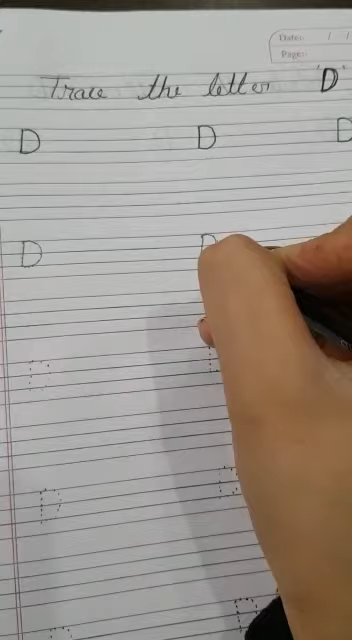 Date: / /
Page:
Trace the letter 'D'
D D D
D D
D
D D
D D